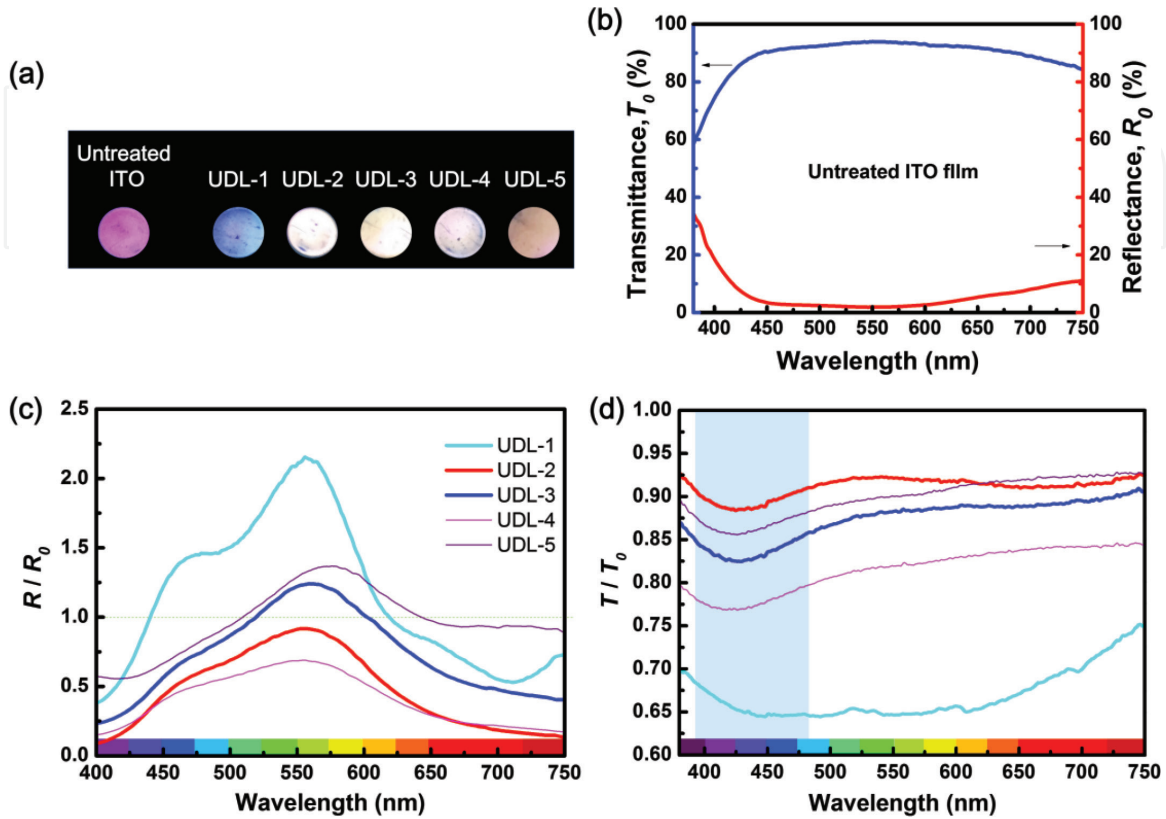 (a)
Untreated
ITO
UDL-1 UDL-2 UDL-3 UDL-4 UDL-5
(b)
Transmittance, T0 (%)
100
80
60
40
20
0
Untreated ITO fIlm
100
80
60
40
20
0
Reflectance, R0 (%)
400 450 500 550 600 650 700 750
Wavelength (nm)
(c)
R / R0
2.5
2.0
1.5
1.0
0.5
0.0
UDL-1
UDL-2
UDL-3
UDL-4
UDL-5
400 450 500 550 600 650 700 750
Wavelength (nm)
(d)
T / T0
1.00
0.95
0.90
0.85
0.80
0.75
0.70
0.65
0.60
400 450 500 550 600 650 700 750
Wavelength (nm)